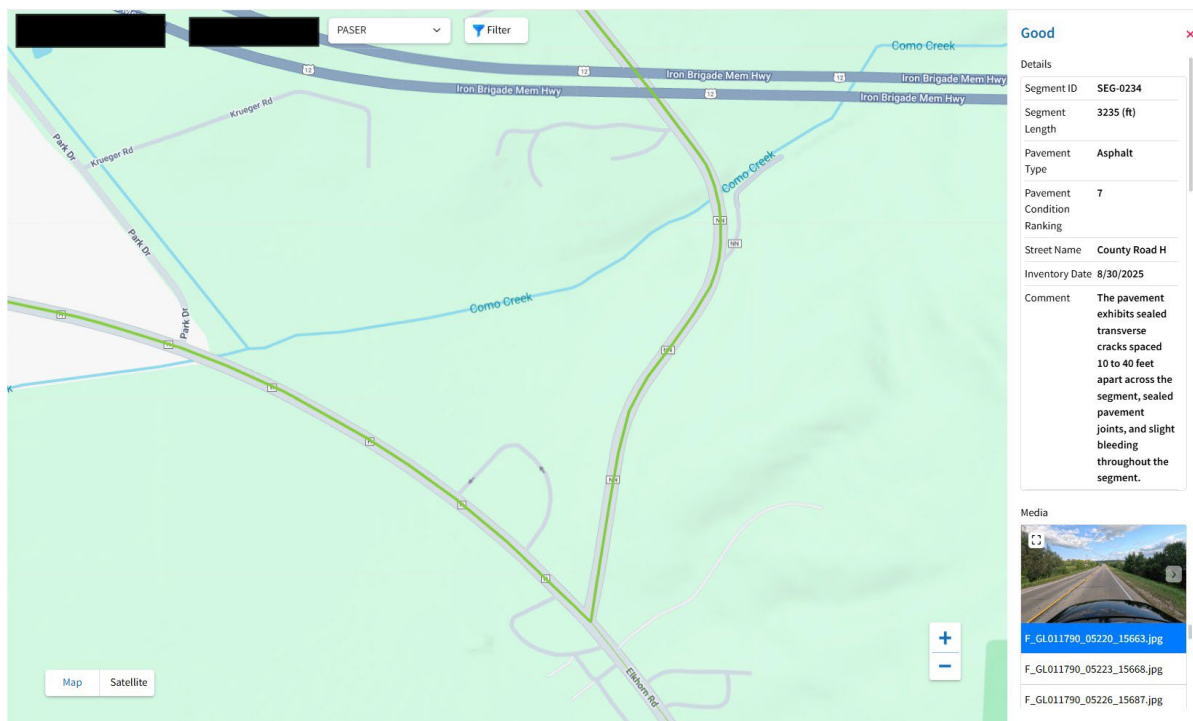 PASER
Filter
Como Creek
12
12
Iron Brigade Mem Hwy
12
Iron Brigade Mem Hwy
Iron Brigade Mem Hwy
12
Iron Brigade Mem Hwy
Krueger Rd
Park Dr
Krueger Rd
Como Creek
NN
Park Dr
NN
Como Creek
Park Dr
NN
NN
Elkhorn Rd
Map
Satellite
+
−
Good
×
Details
Segment ID SEG-0234
Segment
Length
3235 (ft)
Pavement
Type
Asphalt
Pavement
Condition
Ranking
7
Street Name County Road H
Inventory Date 8/30/2025
Comment
The pavement
exhibits sealed
transverse
cracks spaced
10 to 40 feet
apart across the
segment, sealed
pavement
joints, and slight
bleeding
throughout the
segment.
Media
F_GL011790_05220_15663.jpg
F_GL011790_05223_15668.jpg
F_GL011790_05226_15687.jpg